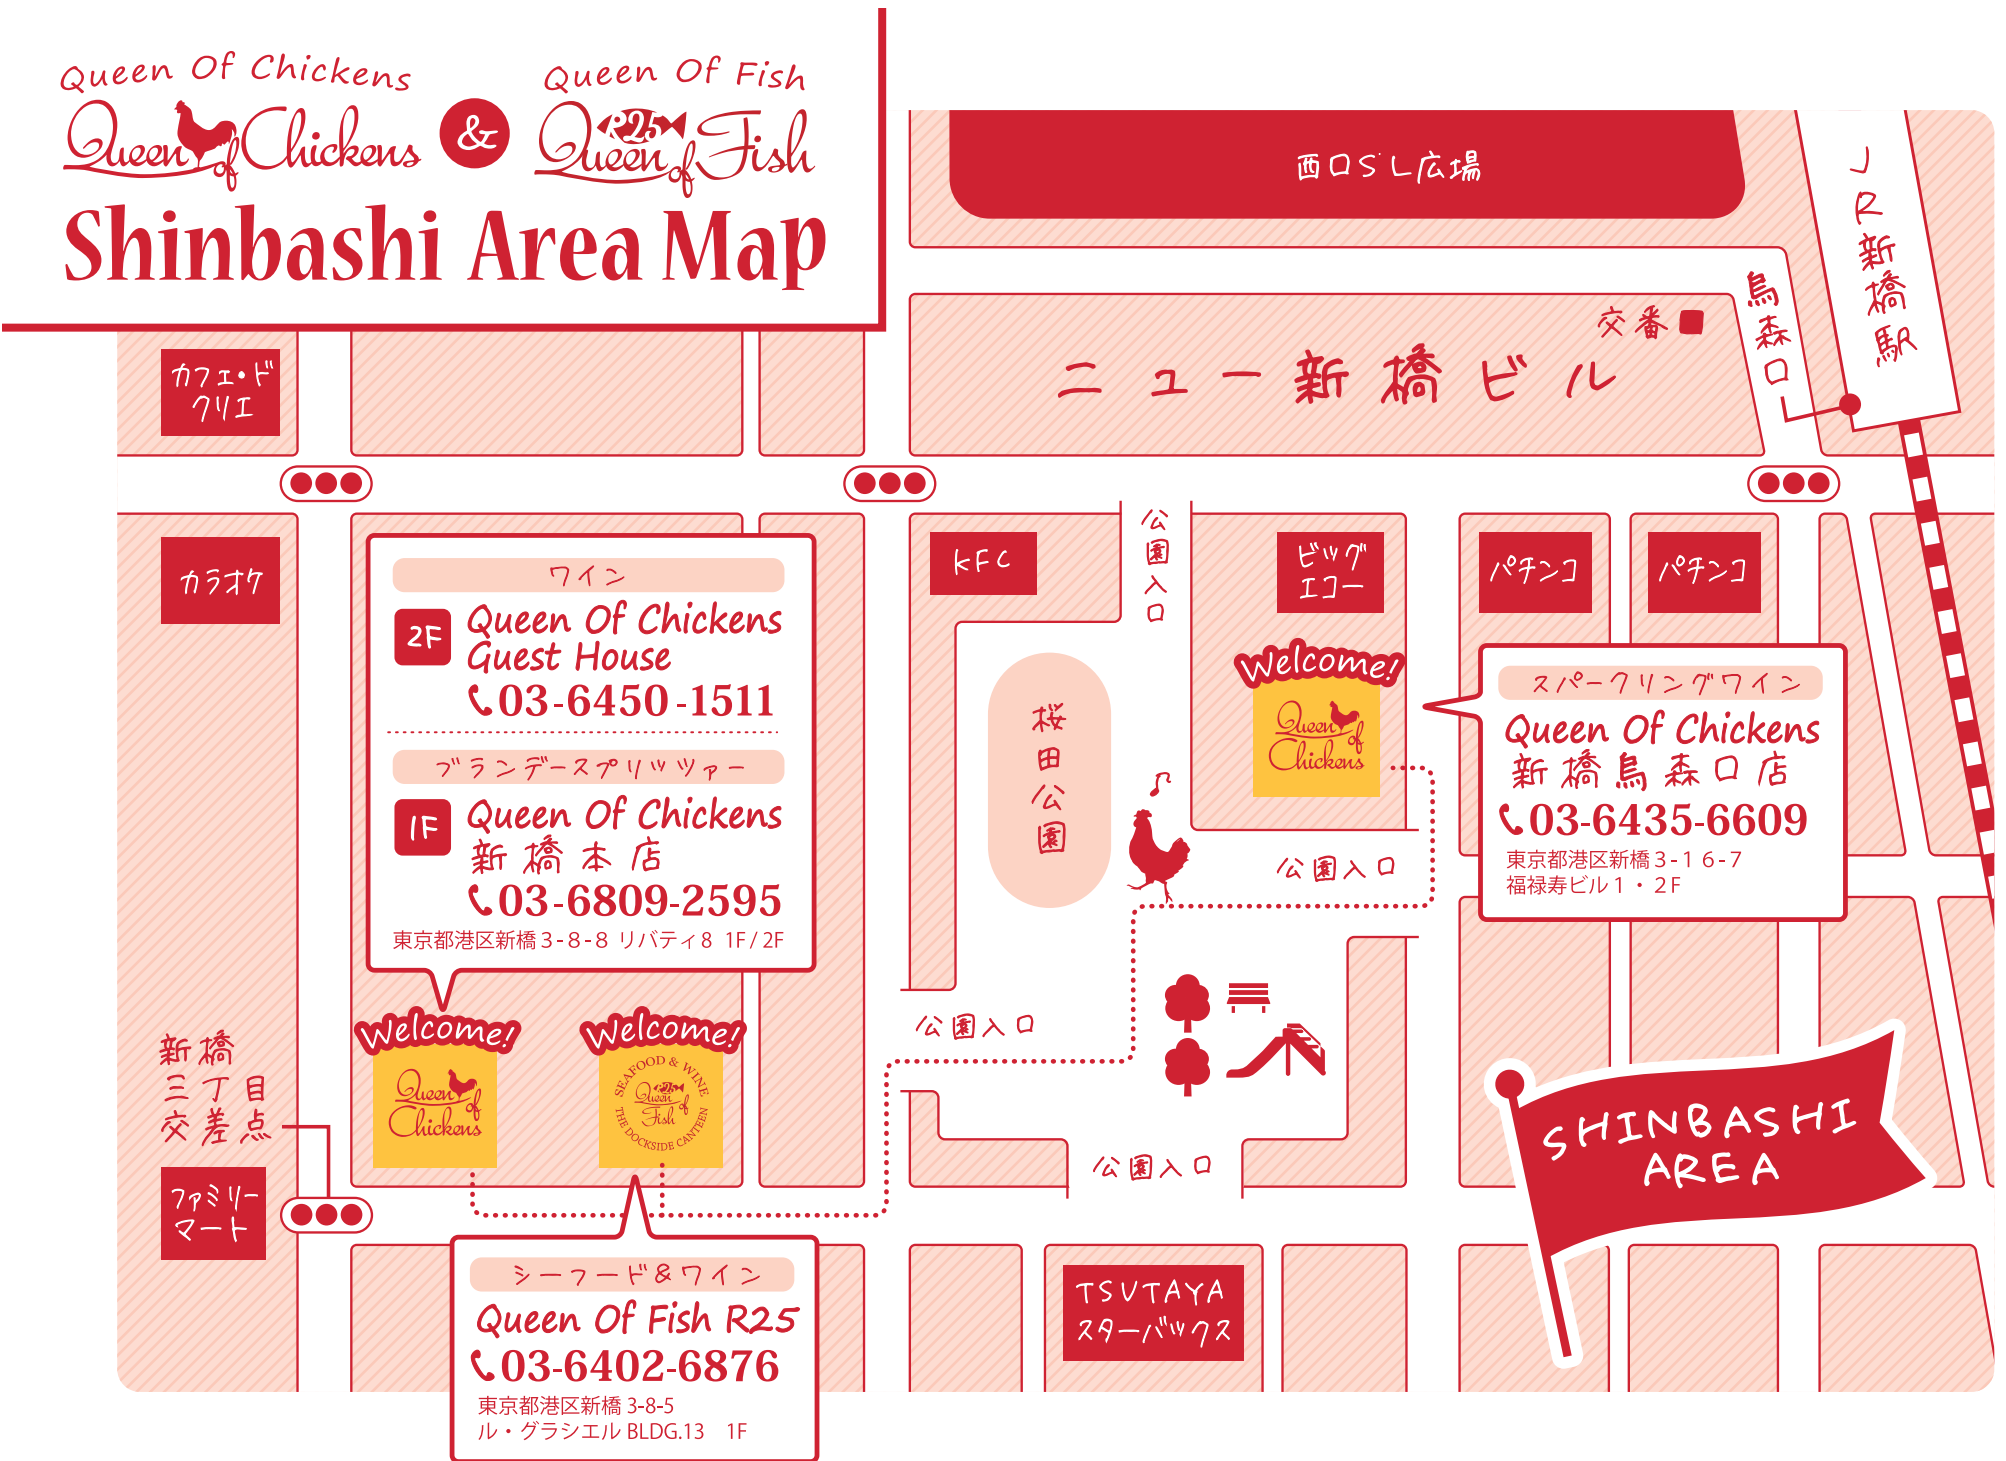 Queen Of Chickens
Queen of Chickens
&
Queen Of Fish
R25
Queen of Fish
Shinbashi Area Map
西口SL広場
JR新橋駅
烏森口
交番
ニュー新橋ビル
カフェ・ド
クリエ
カラオケ
ワイン
2F
Queen Of Chickens
Guest House
03-6450-1511
ブランデースプリッツァー
1F
Queen Of Chickens
新橋本店
03-6809-2595
東京都港区新橋3-8-8 リバティ8 1F/2F
KFC
公園入口
ビッグ
エコー
パチンコ
パチンコ
桜田公園
Welcome!
Queen of
Chickens
スパークリングワイン
Queen Of Chickens
新橋烏森口店
03-6435-6609
東京都港区新橋3-16-7
福禄寿ビル1・2F
公園入口
公園入口
公園入口
新橋
三丁目
交差点
ファミリー
マート
Welcome!
Queen of
Chickens
Welcome!
SEAFOOD & WINE
R25
Queen of
Fish
THE DOCKSIDE CANTEEN
シーフード&ワイン
Queen Of Fish R25
03-6402-6876
東京都港区新橋 3-8-5
ル・グラシエル BLDG.13 1F
TSUTAYA
スターバックス
SHINBASHI
AREA